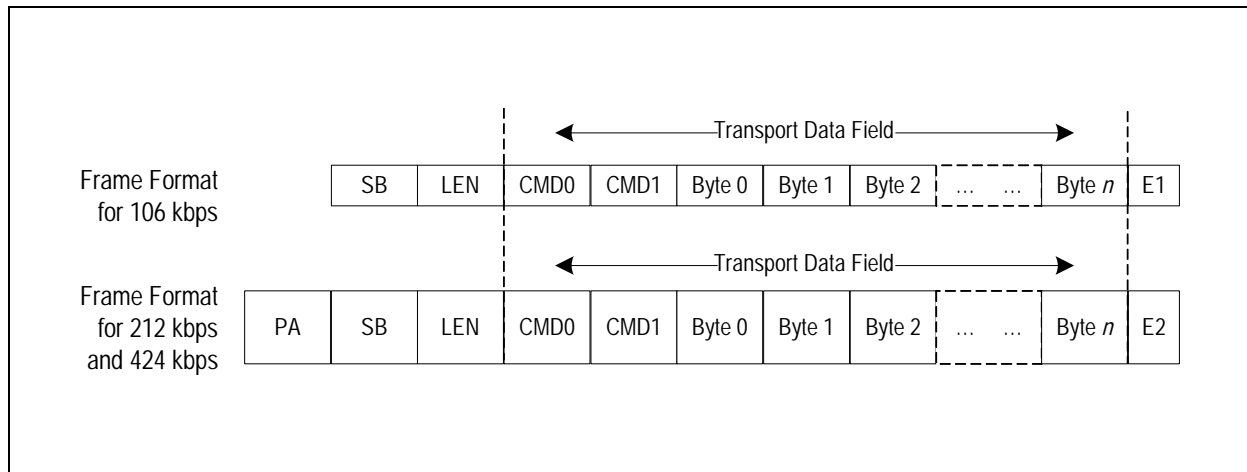 Transport Data Field
Frame Format
for 106 kbps
SB LEN CMD0 CMD1 Byte 0 Byte 1 Byte 2 ... ... Byte n E1
Transport Data Field
Frame Format
for 212 kbps
and 424 kbps
PA SB LEN CMD0 CMD1 Byte 0 Byte 1 Byte 2 ... ... Byte n E2